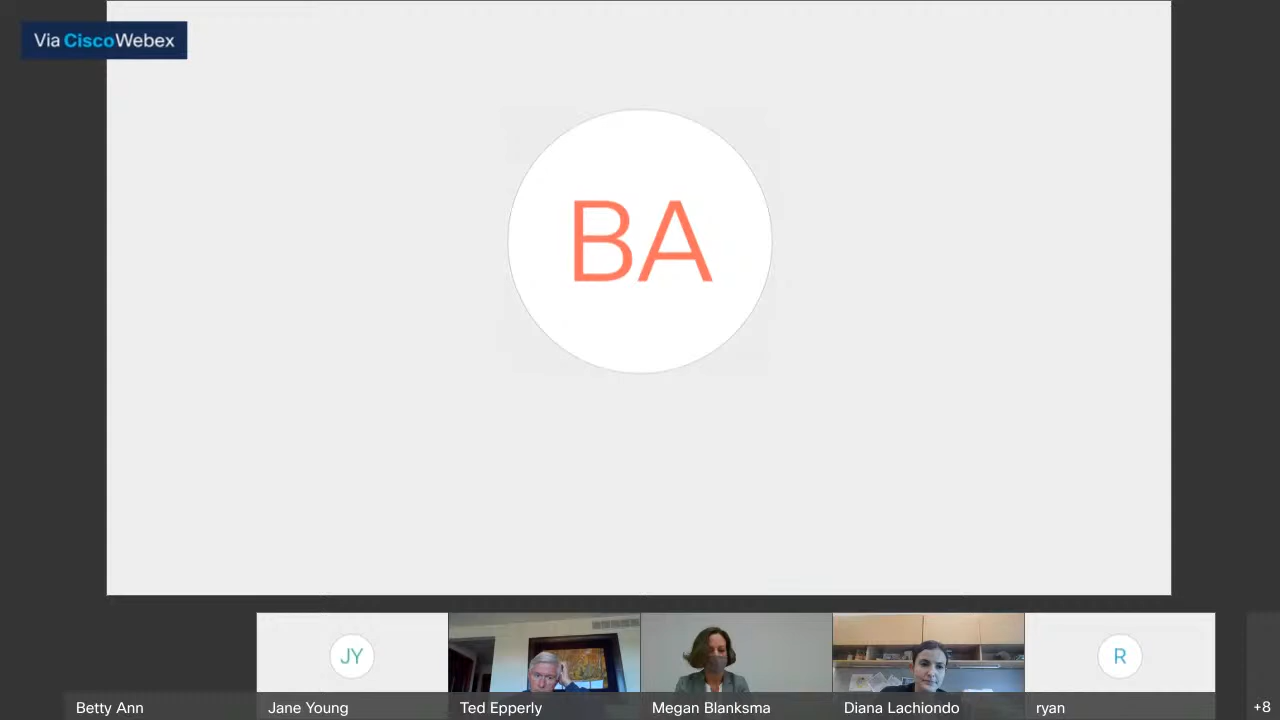 Via CiscoWebex
BA
JY
R
Betty Ann
Jane Young
Ted Epperly
Megan Blanksma
Diana Lachiondo
ryan
+8